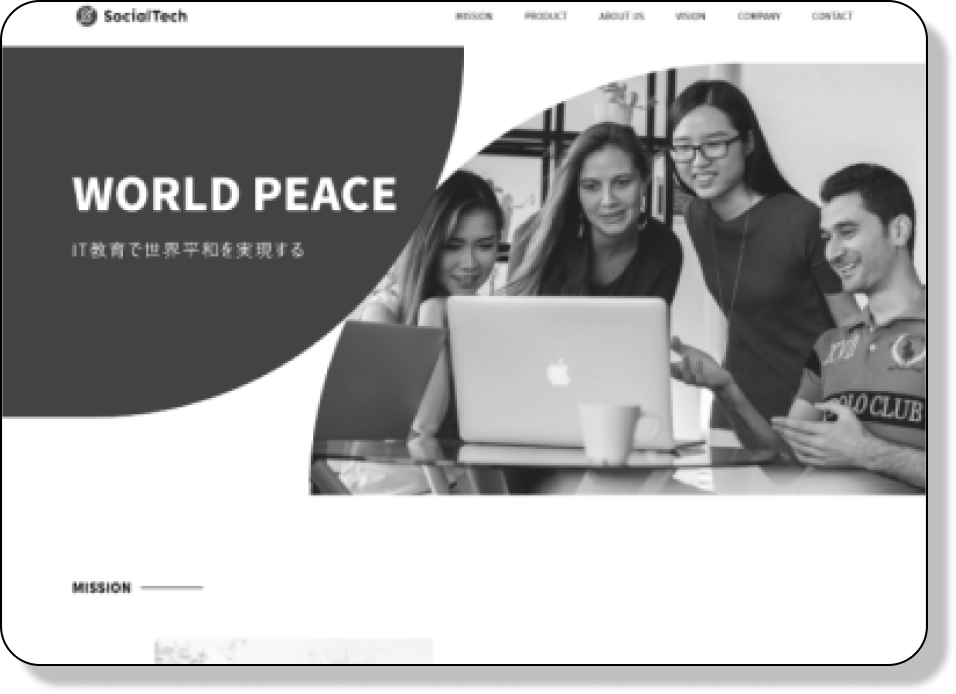 SocialTech
MISSION PRODUCT ABOUT US VISION COMPANY CONTACT
WORLD PEACE
IT教育で世界平和を実現する
XVII
POLO CLUB
MISSION